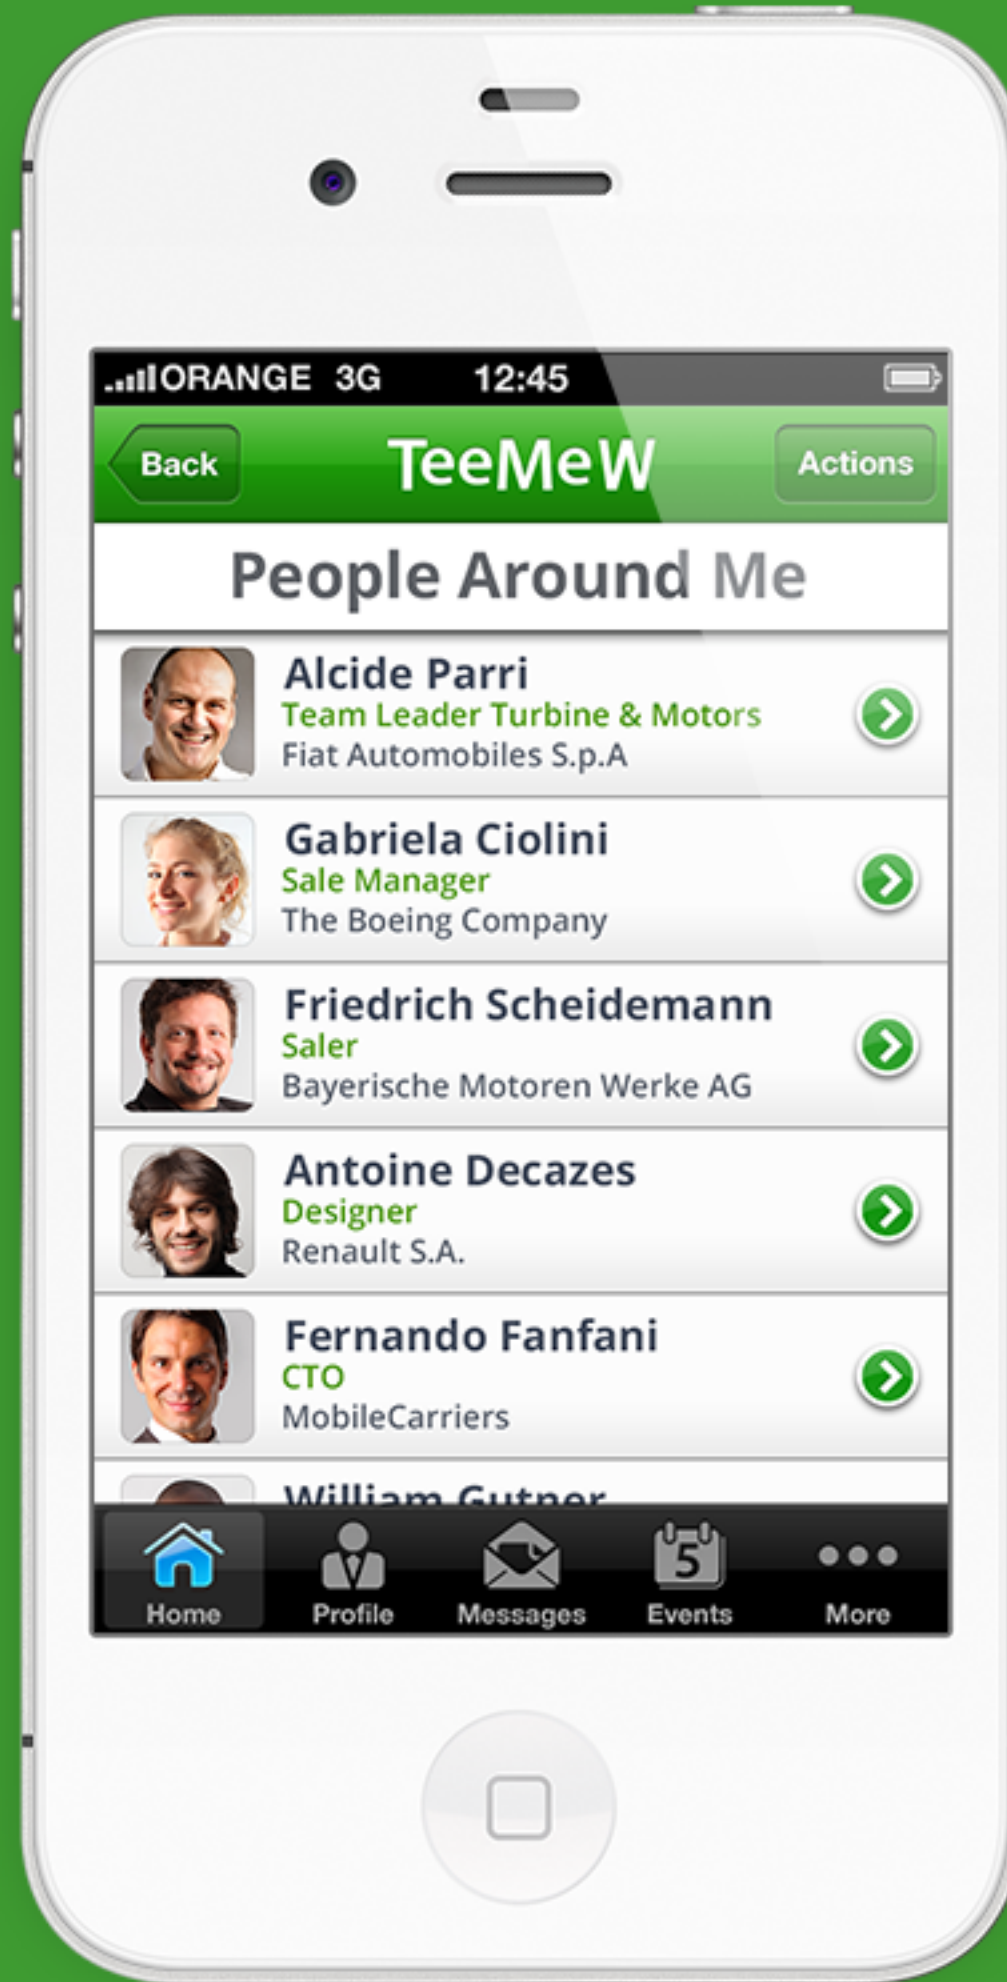 ORANGE 3G 12:45
Back TeeMeW Actions
People Around Me
Alcide Parri
Team Leader Turbine & Motors
Fiat Automobiles S.p.A
Gabriela Ciolini
Sale Manager
The Boeing Company
Friedrich Scheidemann
Saler
Bayerische Motoren Werke AG
Antoine Decazes
Designer
Renault S.A.
Fernando Fanfani
CTO
MobileCarriers
William Gutner
5
Home Profile Messages Events More